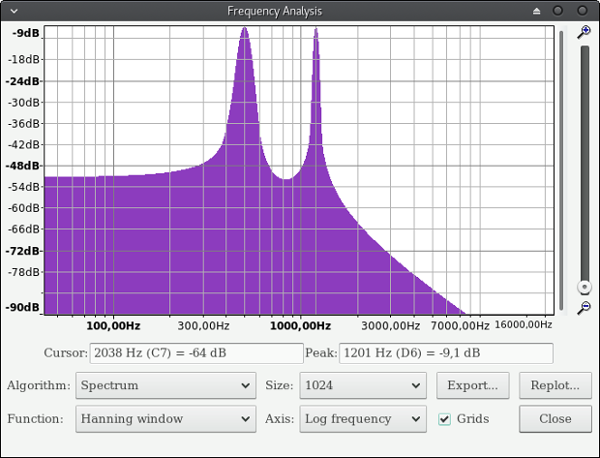 Frequency Analysis
-9dB
-18dB
-24dB
-30dB
-36dB
-42dB
-48dB
-54dB
-60dB
-66dB
-72dB
-78dB
-90dB
100,00Hz 300,00Hz 1000,00Hz 3000,00Hz 7000,00Hz 16000,00Hz
Cursor: 2038 Hz (C7) = -64 dB Peak: 1201 Hz (D6) = -9,1 dB
Algorithm: Spectrum Size: 1024 Export... Replot...
Function: Hanning window Axis: Log frequency Grids Close